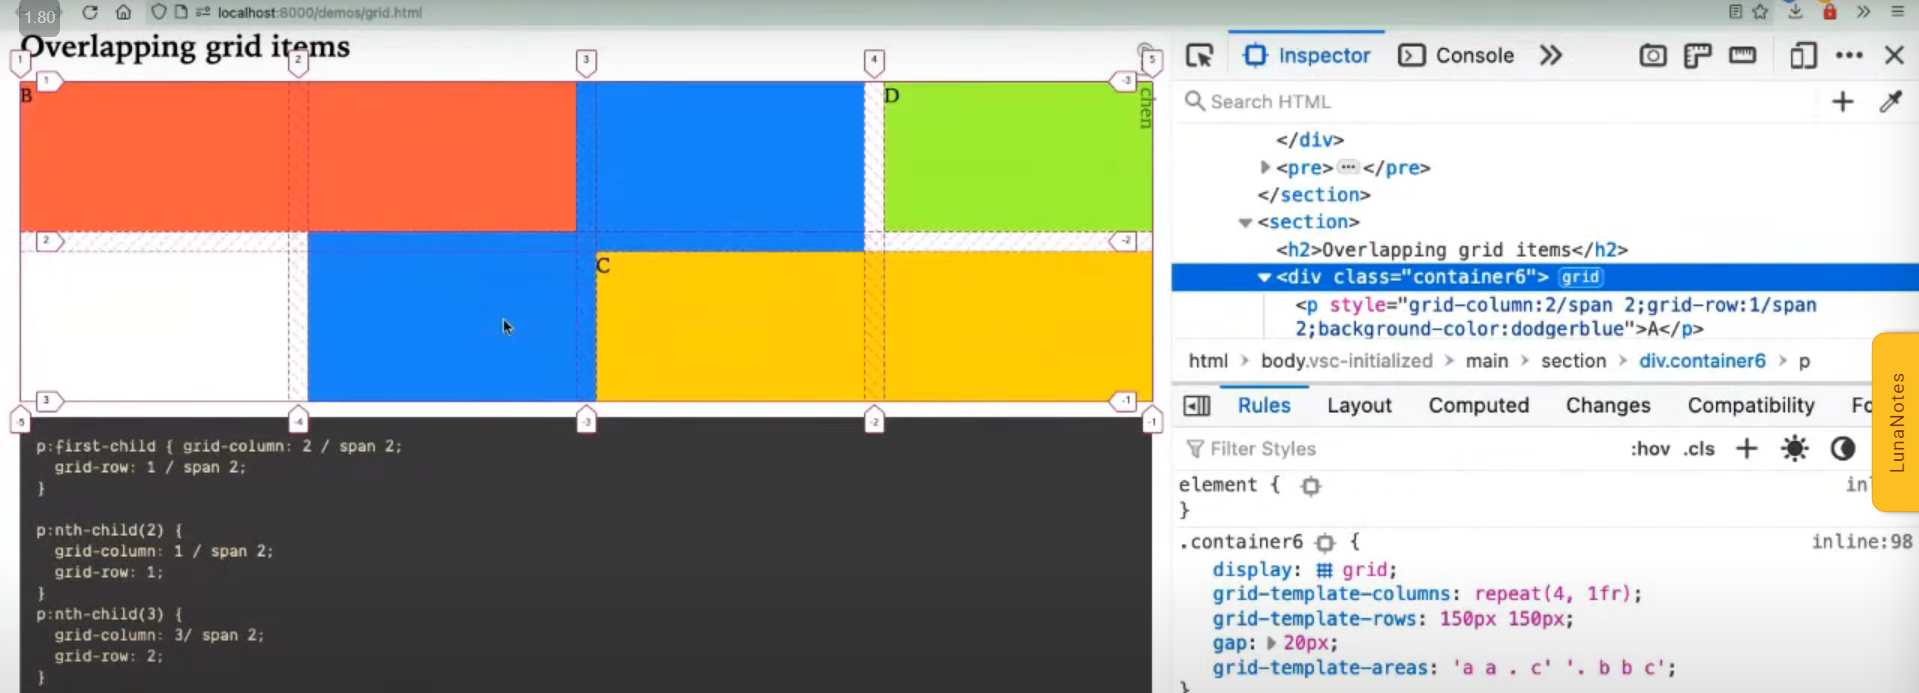 1.80
localhost:8000/demos/grid.html
Overlapping grid items
1
2
3
4
5
1
-3
B
D
chen
2
-2
C
3
-1
-5
-4
-3
-2
-1
p:first-child { grid-column: 2 / span 2;
grid-row: 1 / span 2;
}
p:nth-child(2) {
grid-column: 1 / span 2;
grid-row: 1;
}
p:nth-child(3) {
grid-column: 3/ span 2;
grid-row: 2;
}
Inspector
Console
Search HTML
</div>
<pre>···</pre>
</section>
<section>
<h2>Overlapping grid items</h2>
<div class="container6"> grid
<p style="grid-column:2/span 2;grid-row:1/span
2;background-color:dodgerblue">A</p>
html > body.vsc-initialized > main > section > div.container6 > p
Rules
Layout
Computed
Changes
Compatibility
Fo
Filter Styles
:hov .cls
element {
in
}
.container6 {
inline:98
display: grid;
grid-template-columns: repeat(4, 1fr);
grid-template-rows: 150px 150px;
gap: 20px;
grid-template-areas: 'a a . c' '. b b c';
}
LunaNotes